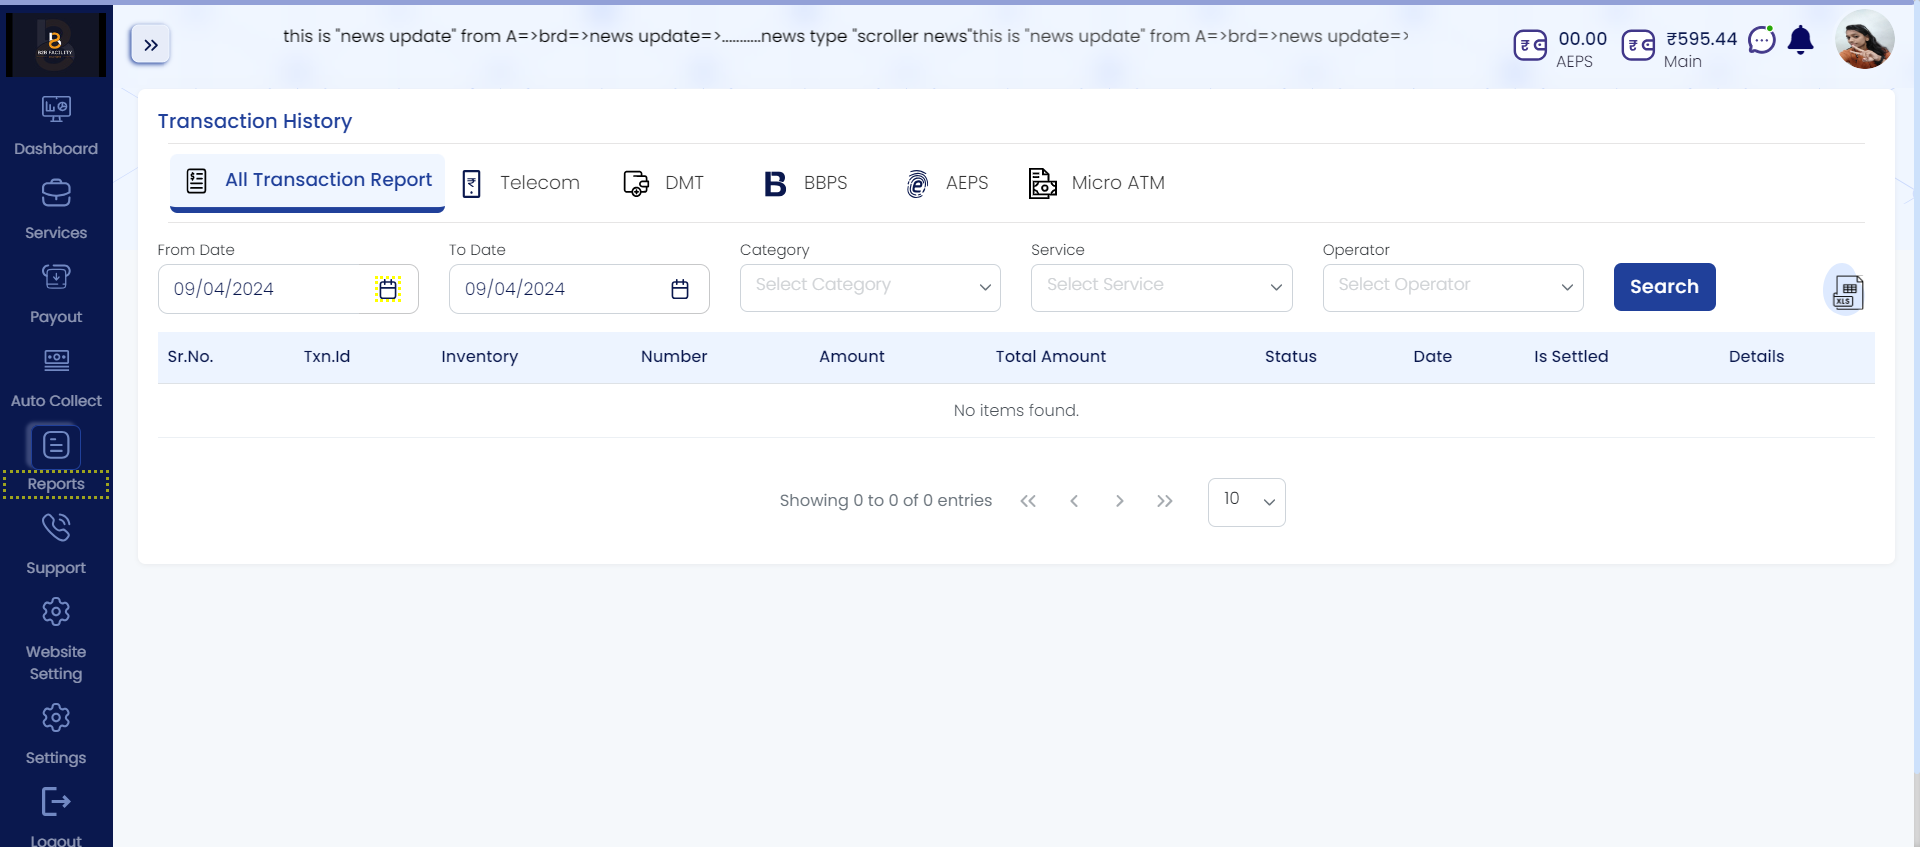 B2B FACILITY
this is "news update" from A=>brd=>news update=>...........news type "scroller news"this is "news update" from A=>brd=>news update=>
00.00
AEPS
₹595.44
Main
Dashboard
Services
Payout
Auto Collect
Reports
Support
Website
Setting
Settings
Logout
Transaction History
All Transaction Report Telecom DMT BBPS AEPS Micro ATM
From Date To Date Category Service Operator
09/04/2024 09/04/2024 Select Category Select Service Select Operator Search XLS
Sr.No. Txn.Id Inventory Number Amount Total Amount Status Date Is Settled Details
No items found.
Showing 0 to 0 of 0 entries 10